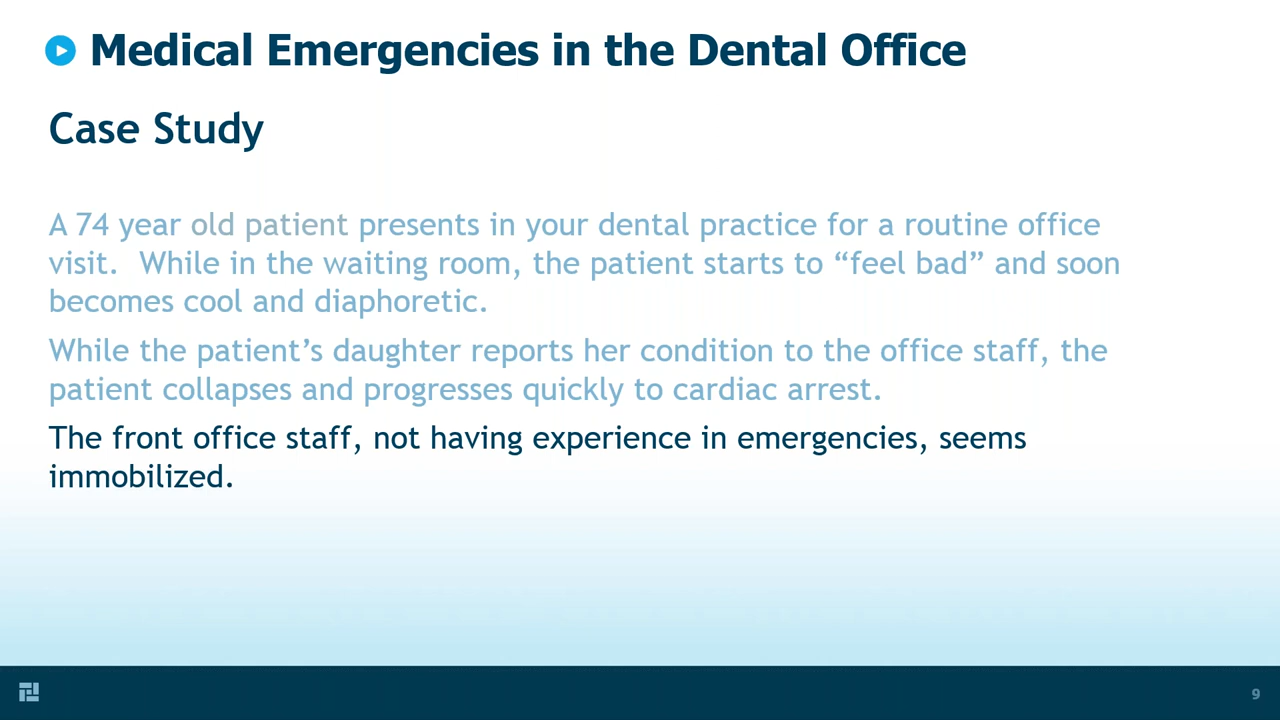 Medical Emergencies in the Dental Office
Case Study
A 74 year old patient presents in your dental practice for a routine office
visit.  While in the waiting room, the patient starts to “feel bad” and soon
becomes cool and diaphoretic.
While the patient’s daughter reports her condition to the office staff, the
patient collapses and progresses quickly to cardiac arrest.
The front office staff, not having experience in emergencies, seems
immobilized.
9